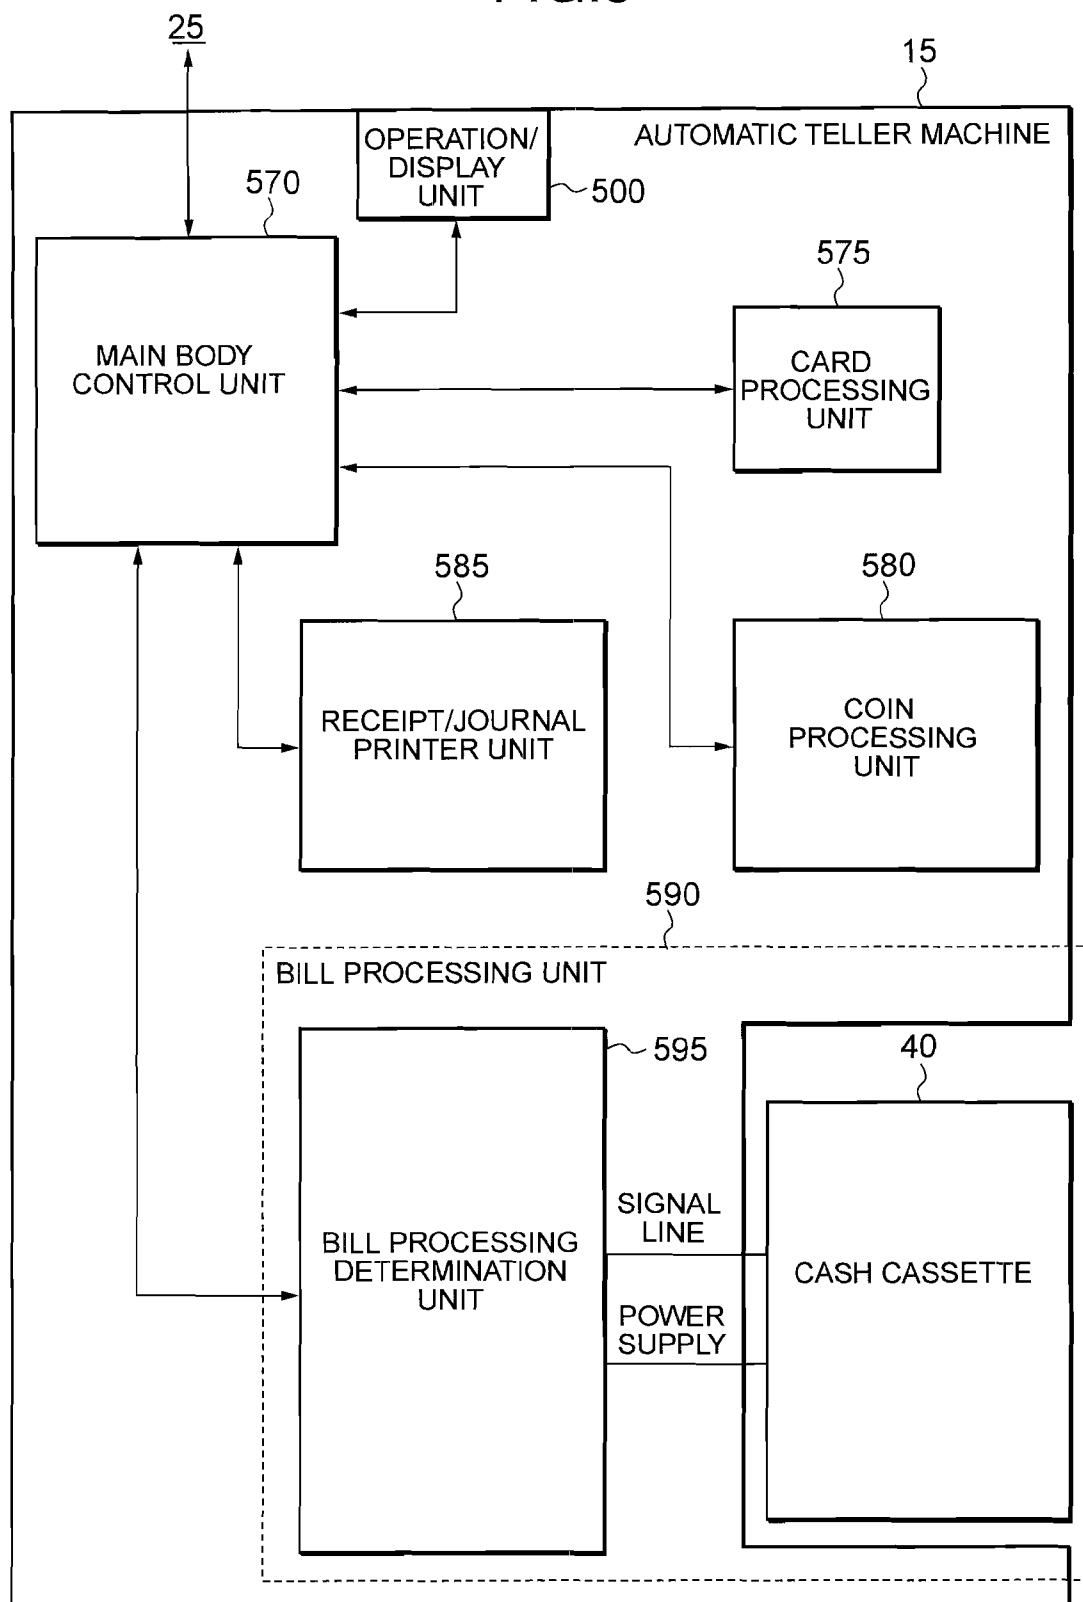 25
15
OPERATION/
DISPLAY
UNIT
500
AUTOMATIC TELLER MACHINE
570
575
MAIN BODY
CONTROL UNIT
CARD
PROCESSING
UNIT
585
580
RECEIPT/JOURNAL
PRINTER UNIT
COIN
PROCESSING
UNIT
590
BILL PROCESSING UNIT
595
40
SIGNAL
LINE
BILL PROCESSING
DETERMINATION
UNIT
CASH CASSETTE
POWER
SUPPLY